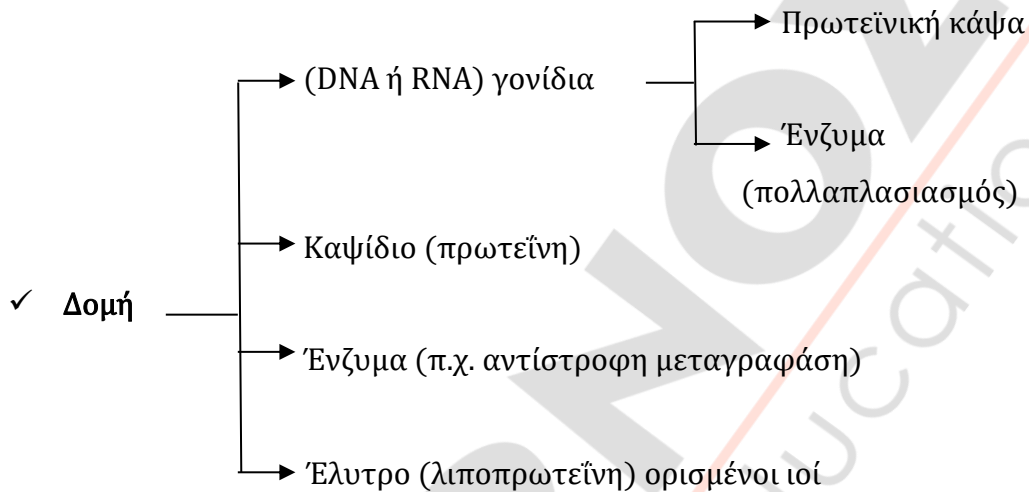 Πρωτεϊνική κάψα
(DNA ή RNA) γονίδια
Ένζυμα
(πολλαπλασιασμός)
Καψίδιο (πρωτεΐνη)
✓ Δομή
Ένζυμα (π.χ. αντίστροφη μεταγραφάση)
Έλυτρο (λιποπρωτεΐνη) ορισμένοι ιοί